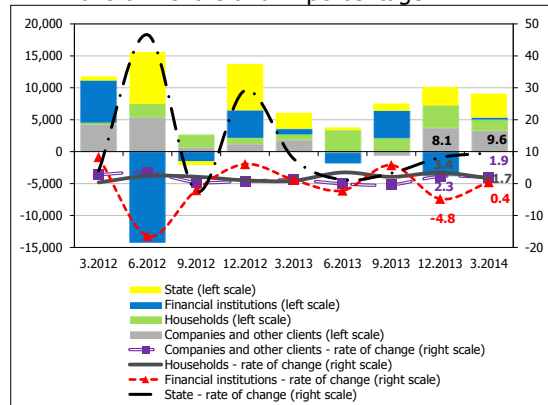 20,000
15,000
10,000
5,000
0
-5,000
-10,000
-15,000
50
40
30
20
10
0
-10
-20
8.1
9.6
3.4
1.9
2.3
1.7
-4.8
0.4
3.2012 6.2012 9.2012 12.2012 3.2013 6.2013 9.2013 12.2013 3.2014
State (left scale)
Financial institutions (left scale)
Households (left scale)
Companies and other clients (left scale)
Companies and other clients - rate of change (right scale)
Households - rate of change (right scale)
Financial institutions - rate of change (right scale)
State - rate of change (right scale)